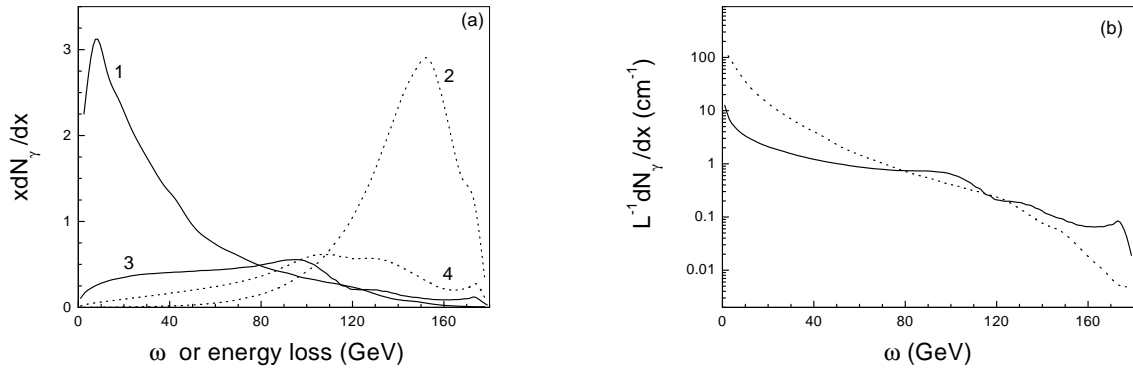 (a)
3
2
1
0
xdN_γ/dx
1
2
3
4
0 40 80 120 160
ω or energy loss (GeV)
(b)
100
10
1
0.1
0.01
L⁻¹dN_γ/dx (cm⁻¹)
0 40 80 120 160
ω (GeV)